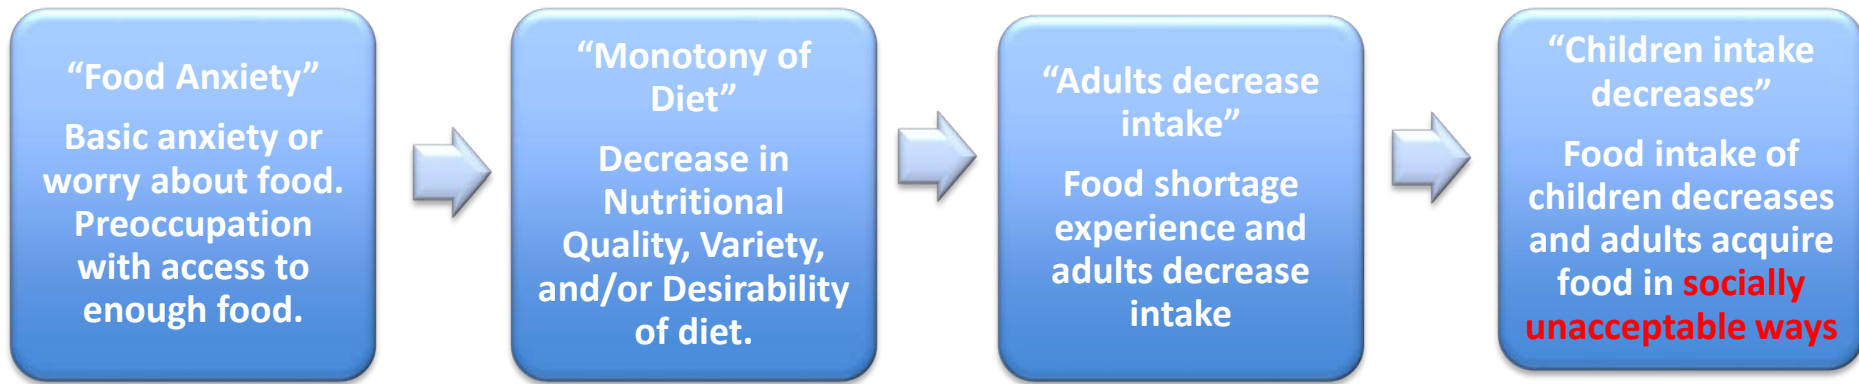 “Food Anxiety”
Basic anxiety or
worry about food.
Preoccupation
with access to
enough food.
“Monotony of
Diet”
Decrease in
Nutritional
Quality, Variety,
and/or Desirability
of diet.
“Adults decrease
intake”
Food shortage
experience and
adults decrease
intake
“Children intake
decreases”
Food intake of
children decreases
and adults acquire
food in socially
unacceptable ways